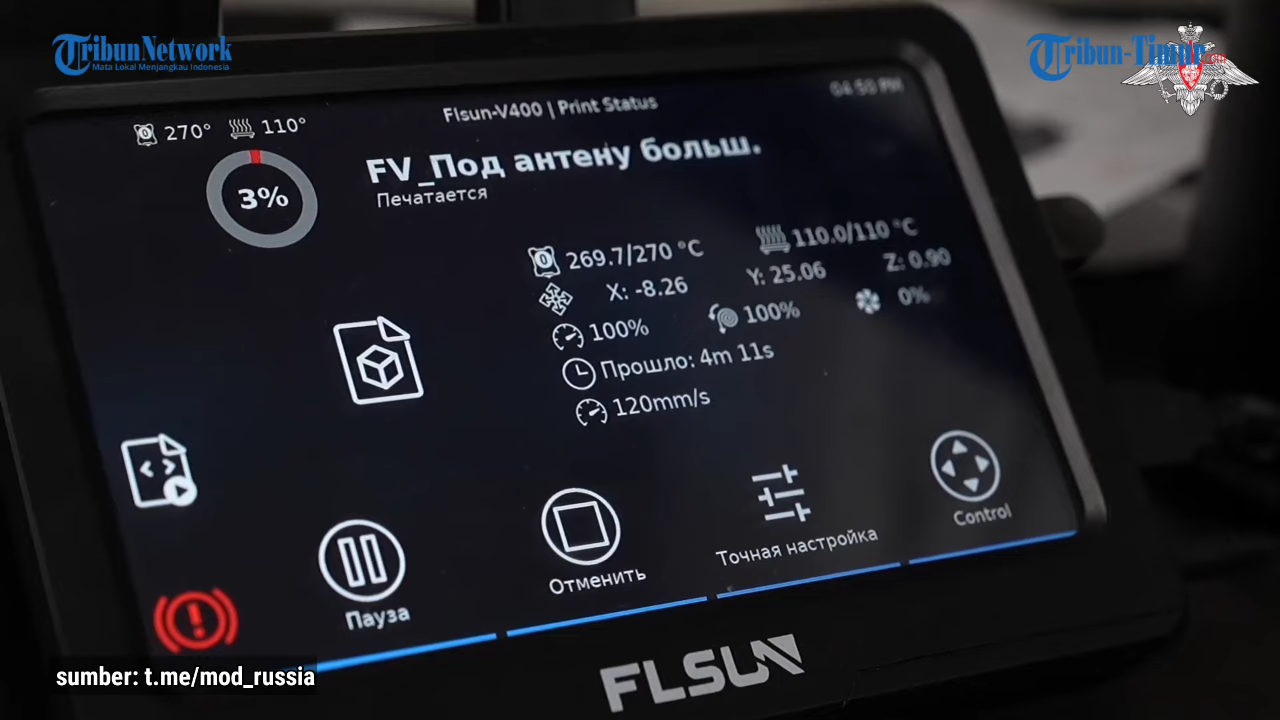 TribunNetwork
Mata Lokal Menjangkau Indonesia
Tribun-Timur.com
Flsun-V400 | Print Status
04:50 PM
270° 110°
3%
FV_Под антену больш.
Печатается
269.7/270 °C 110.0/110 °C
X: -8.26 Y: 25.06 Z: 0.90
100% 100% 0%
Прошло: 4m 11s
120mm/s
Пауза
Отменить
Точная настройка
Control
FLSUN
sumber: t.me/mod_russia